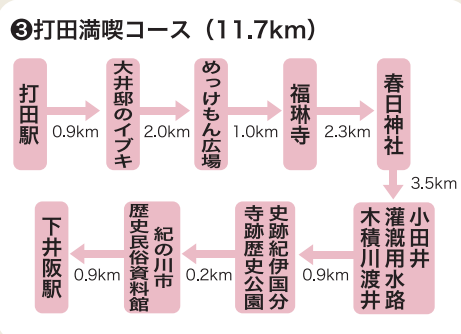 ❸打田満喫コース（11.7km）
打田駅
0.9km
大井邸のイブキ
2.0km
めっけもん広場
1.0km
福琳寺
2.3km
春日神社
3.5km
小田井
灌漑用水路
木積川渡井
0.9km
史跡紀伊国分
寺跡歴史公園
0.2km
紀の川市
歴史民俗資料館
0.9km
下井阪駅